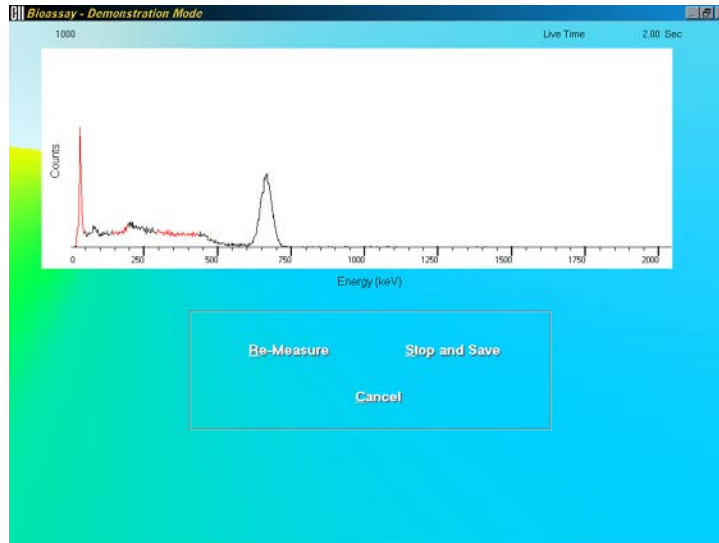 Bioassay - Demonstration Mode
1000 Live Time 2.00 Sec
Counts
0 250 500 750 1000 1250 1500 1750 2000
Energy (keV)
Re-Measure Stop and Save
Cancel